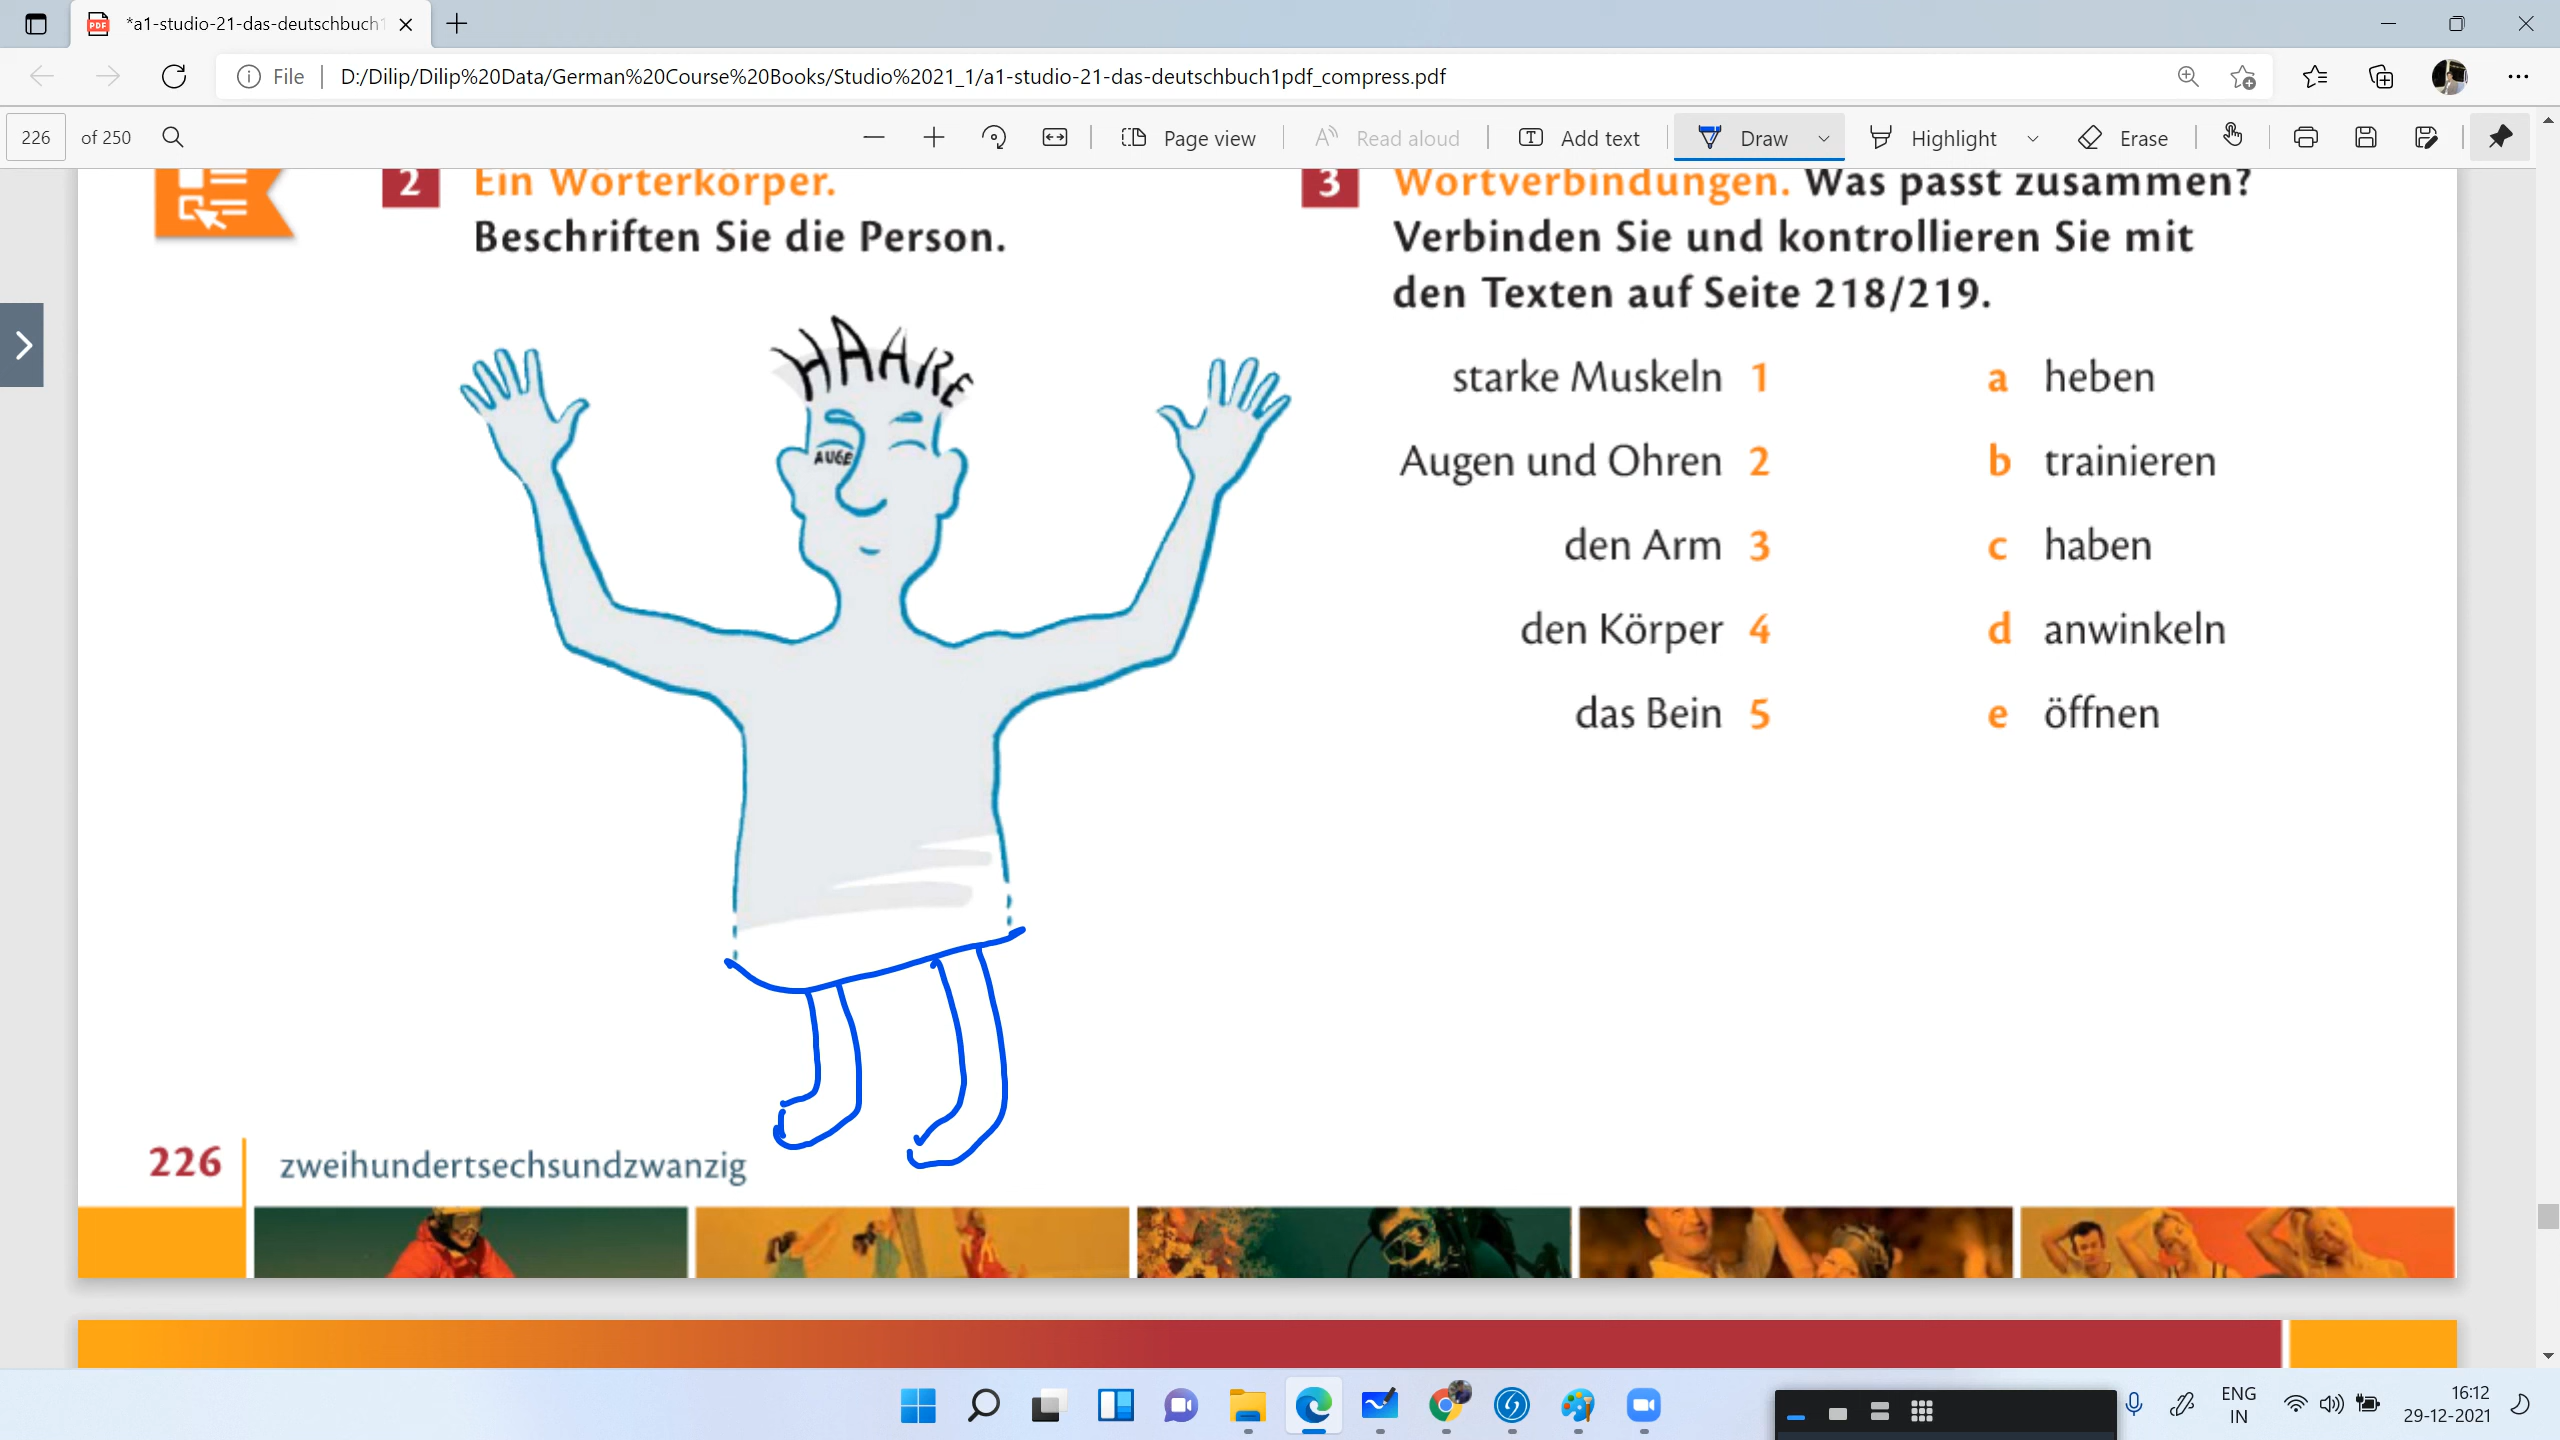 *a1-studio-21-das-deutschbuch1
File
D:/Dilip/Dilip%20Data/German%20Course%20Books/Studio%2021_1/a1-studio-21-das-deutschbuch1pdf_compress.pdf
226 of 250
Page view
Read aloud
Add text
Draw
Highlight
Erase
2 Ein Wörterkörper.
Beschriften Sie die Person.
HAARE
AUGE
3 Wortverbindungen. Was passt zusammen?
Verbinden Sie und kontrollieren Sie mit
den Texten auf Seite 218/219.
starke Muskeln 1 a heben
Augen und Ohren 2 b trainieren
den Arm 3 c haben
den Körper 4 d anwinkeln
das Bein 5 e öffnen
226 zweihundertsechsundzwanzig
ENG
IN
16:12
29-12-2021